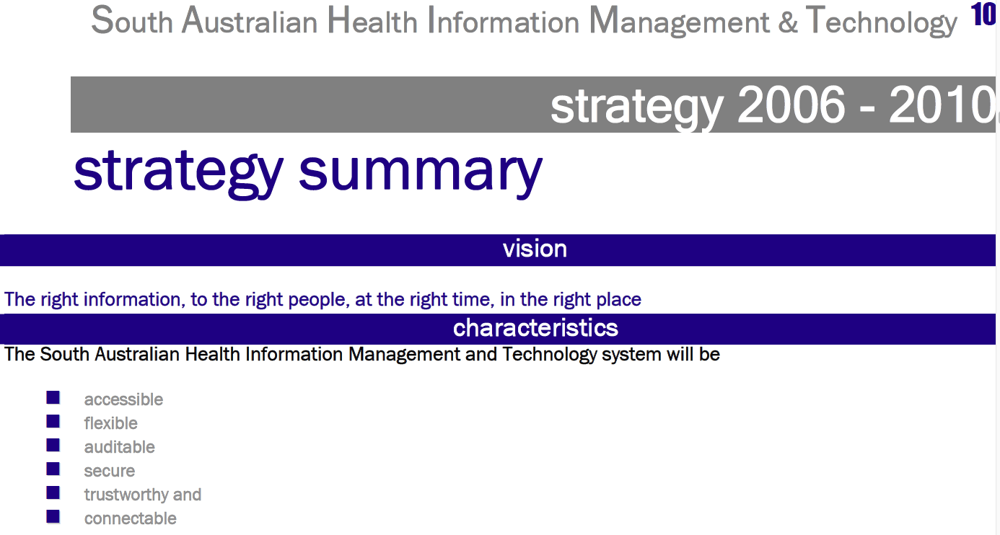 South Australian Health Information Management & Technology 10
strategy 2006 - 2010
strategy summary
vision
The right information, to the right people, at the right time, in the right place
characteristics
The South Australian Health Information Management and Technology system will be
■ accessible
■ flexible
■ auditable
■ secure
■ trustworthy and
■ connectable